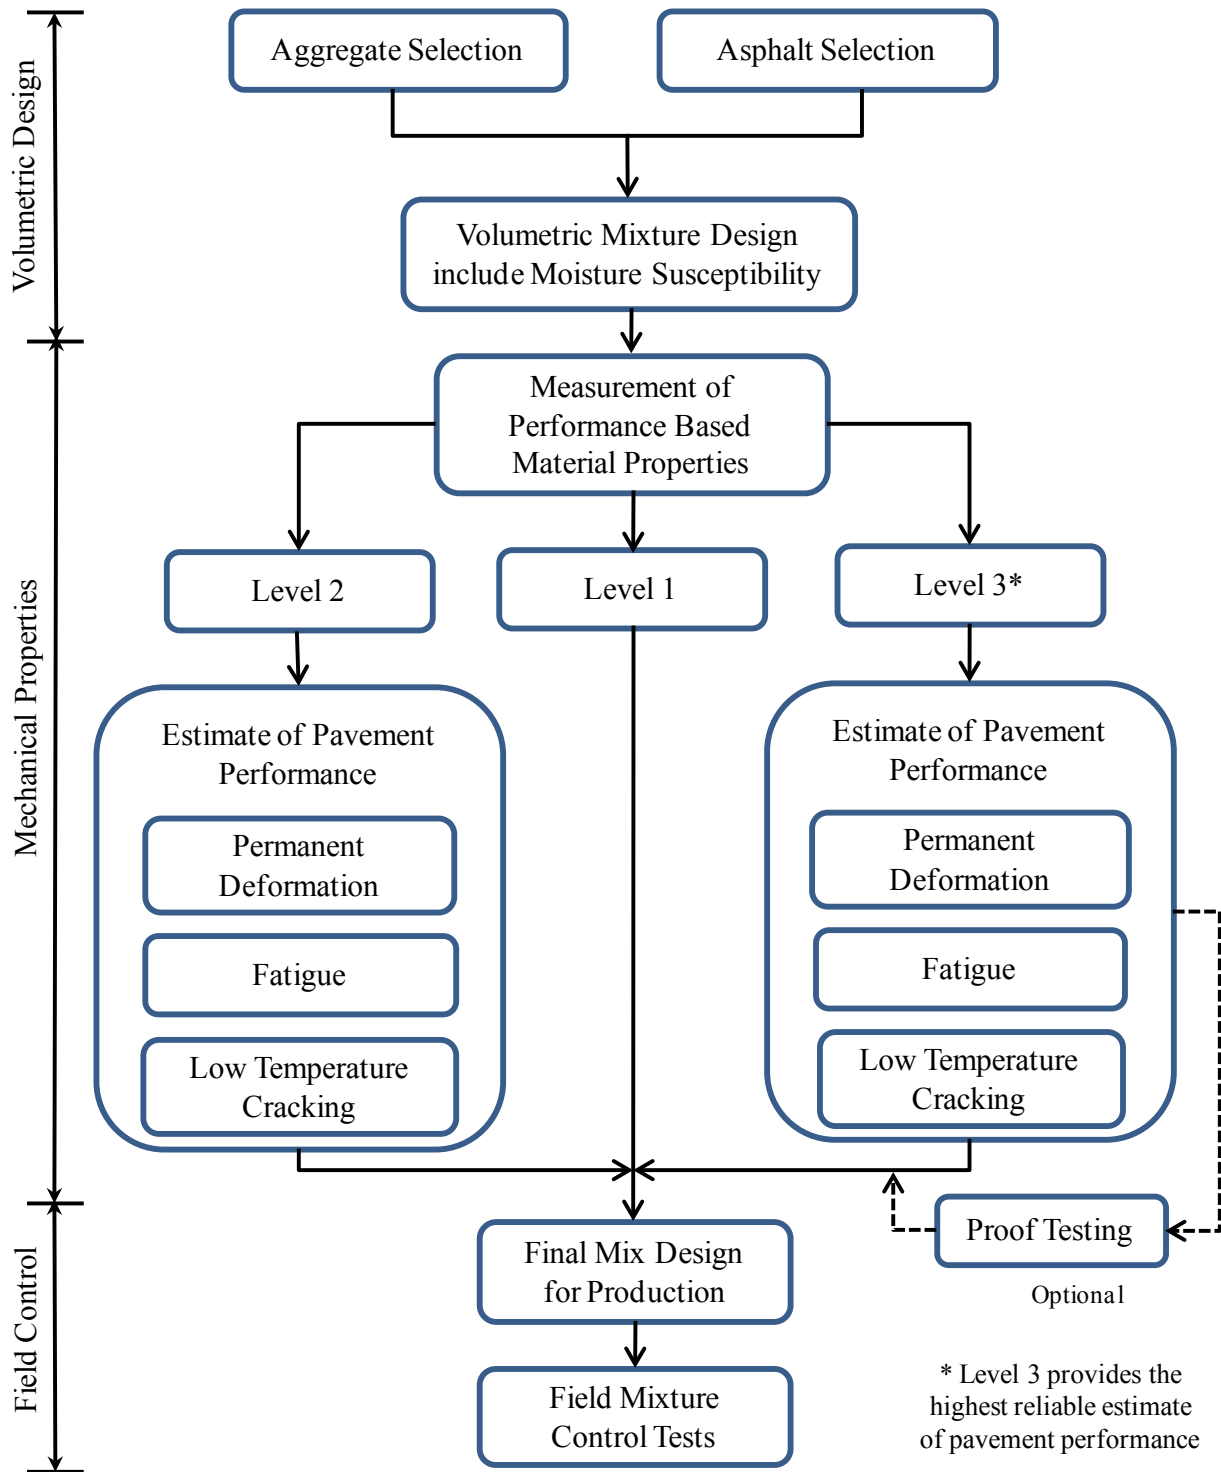 Volumetric Design
Aggregate Selection
Asphalt Selection
Volumetric Mixture Design
include Moisture Susceptibility
Mechanical Properties
Measurement of
Performance Based
Material Properties
Level 2
Level 1
Level 3*
Estimate of Pavement
Performance
Permanent
Deformation
Fatigue
Low Temperature
Cracking
Estimate of Pavement
Performance
Permanent
Deformation
Fatigue
Low Temperature
Cracking
Field Control
Final Mix Design
for Production
Proof Testing
Optional
Field Mixture
Control Tests
* Level 3 provides the
highest reliable estimate
of pavement performance